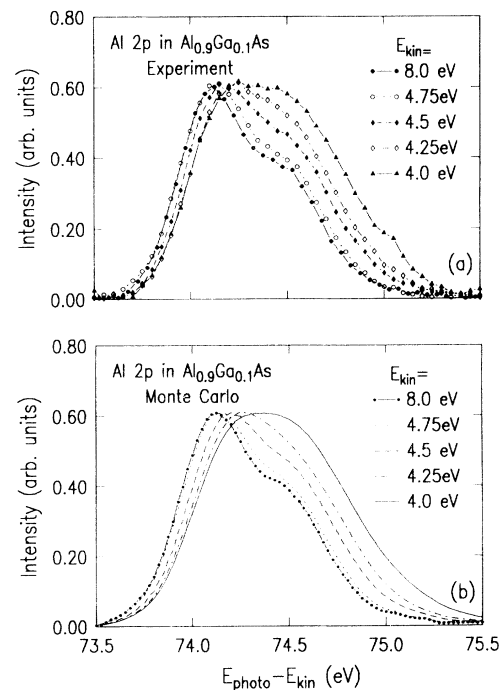 0.80
Al 2p in Al0.9Ga0.1As
Experiment
Ekin=
8.0 eV
4.75eV
4.5 eV
4.25eV
4.0 eV
0.60
0.40
0.20
0.00
Intensity (arb. units)
(a)
0.80
Al 2p in Al0.9Ga0.1As
Monte Carlo
Ekin=
8.0 eV
4.75eV
4.5 eV
4.25eV
4.0 eV
0.60
0.40
0.20
0.00
Intensity (arb. units)
(b)
73.5 74.0 74.5 75.0 75.5
Ephoto−Ekin (eV)